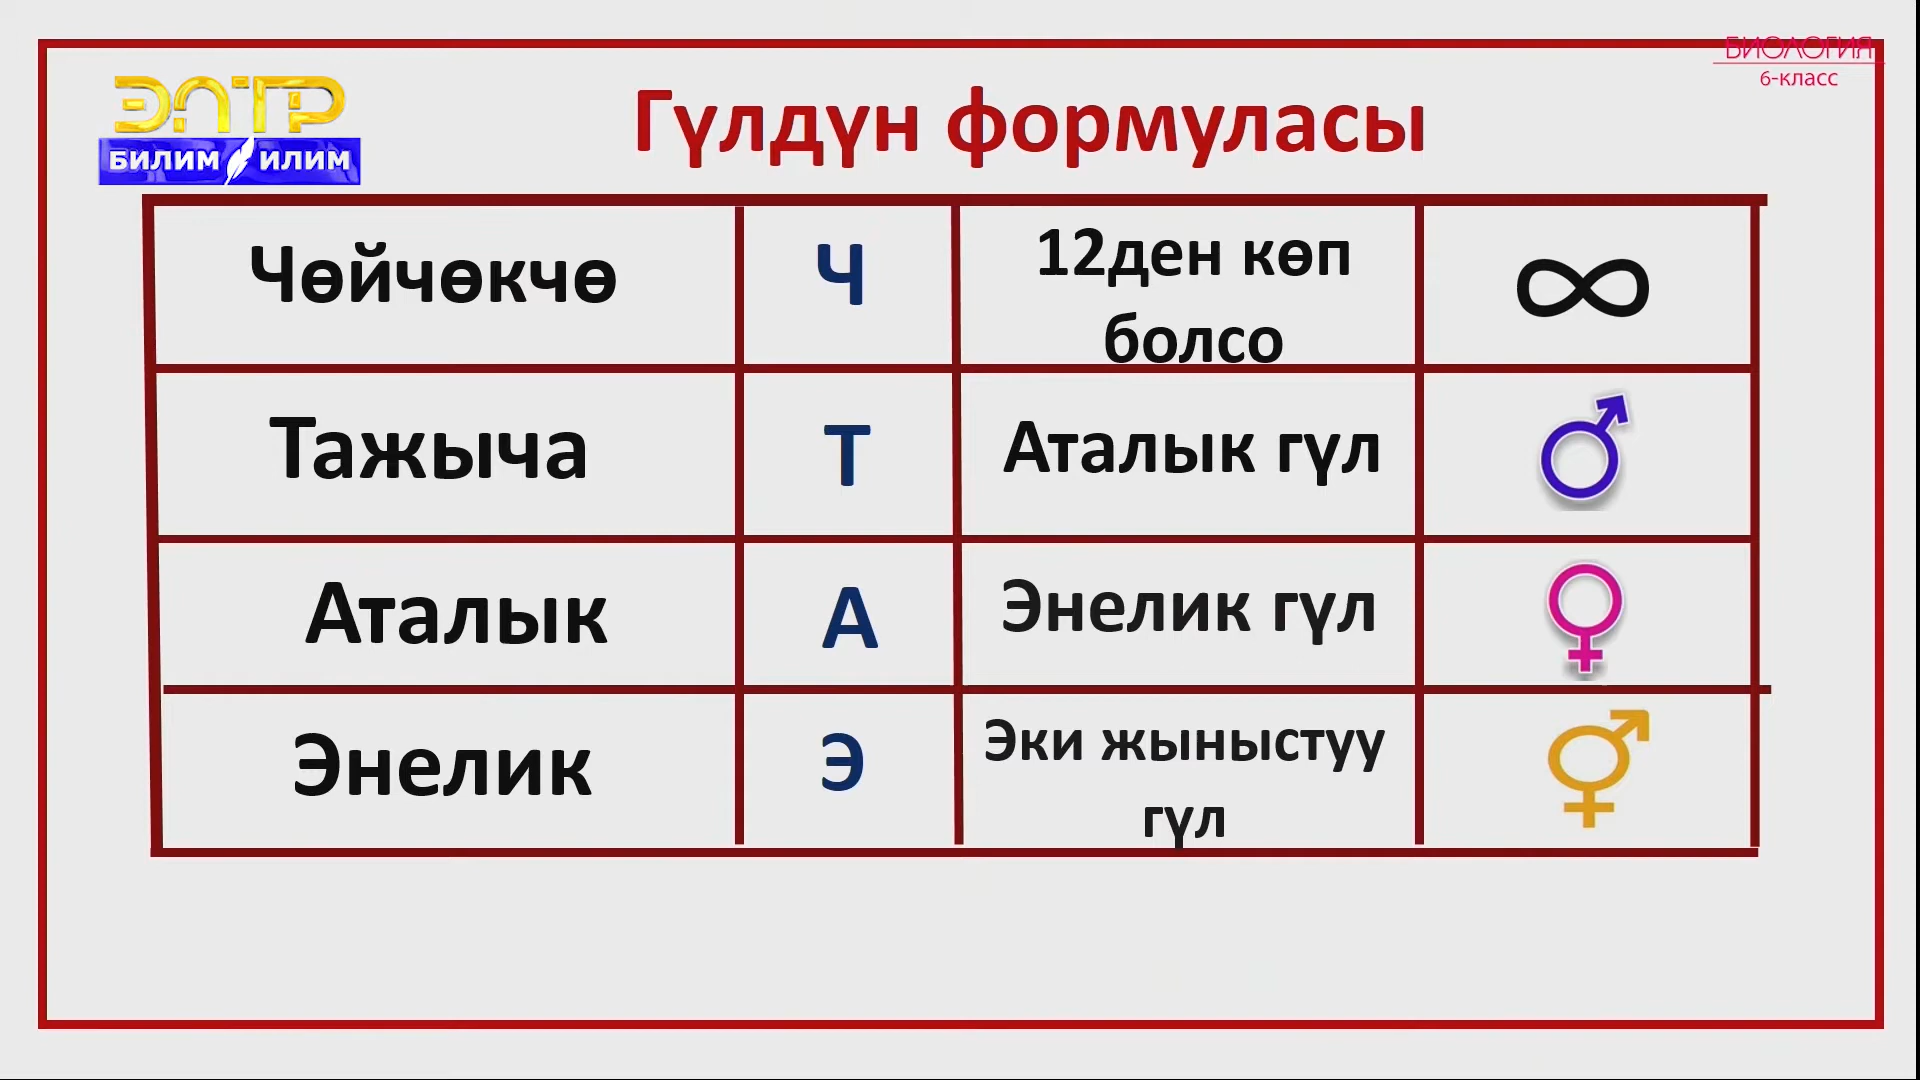 БИОЛОГИЯ
6-класс
ЭЛТР
БИЛИМ ИЛИМ
Гүлдүн формуласы
Чөйчөкчө Ч 12ден көп
болсо ∞
Тажыча Т Аталык гүл ♂
Аталык А Энелик гүл ♀
Энелик Э Эки жыныстуу
гүл ⚥